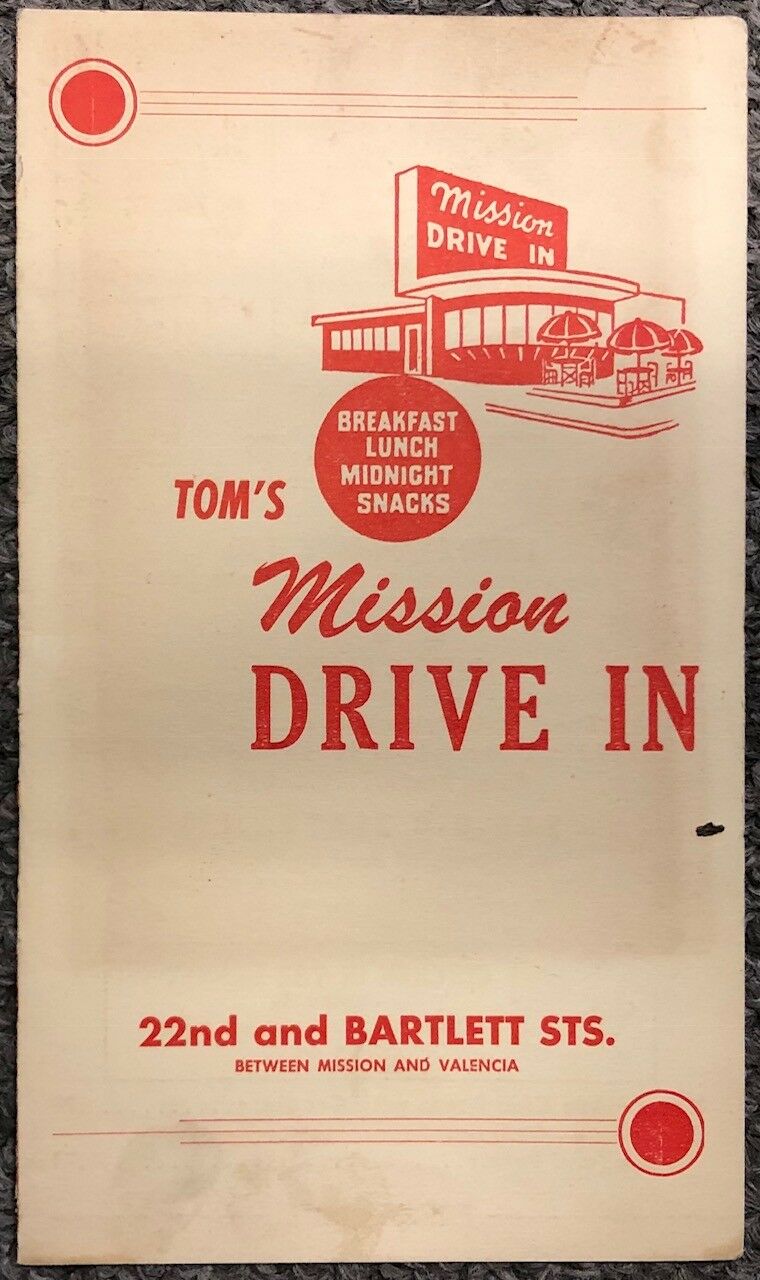 Mission
DRIVE IN
BREAKFAST
LUNCH
MIDNIGHT
SNACKS
TOM'S
Mission
DRIVE IN
22nd and BARTLETT STS.
BETWEEN MISSION AND VALENCIA